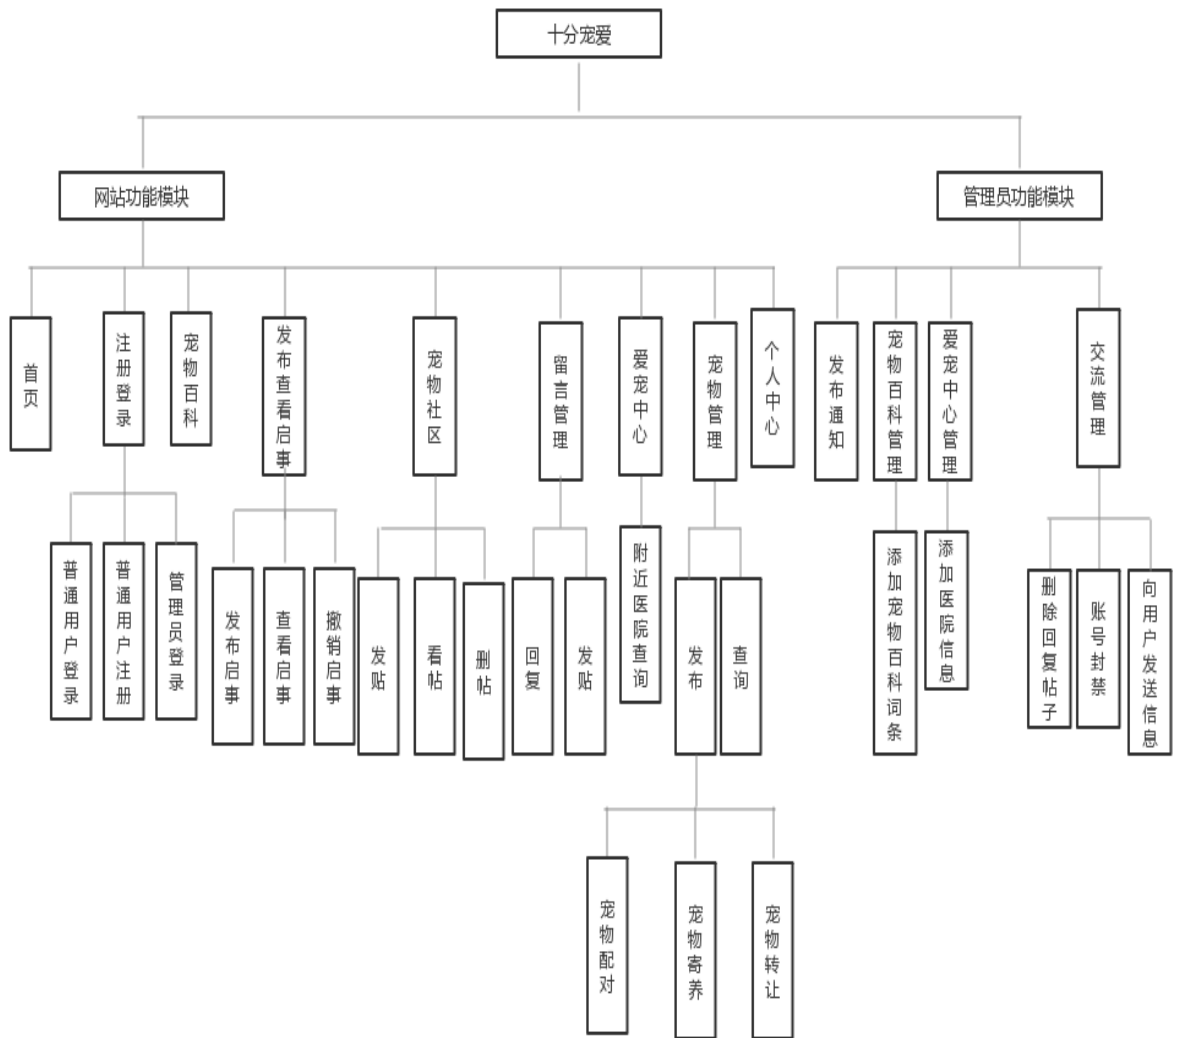 十分宠爱
网站功能模块
管理员功能模块
首页
注册登录
宠物百科
发布查看启事
宠物社区
留言管理
爱宠中心
宠物管理
个人中心
发布通知
宠物百科管理
爱宠中心管理
交流管理
普通用户登录
普通用户注册
管理员登录
发布启事
查看启事
撤销启事
发贴
看帖
删帖
回复
发贴
附近医院查询
发布
查询
添加宠物百科词条
添加医院信息
删除回复帖子
账号封禁
向用户发送信息
宠物配对
宠物寄养
宠物转让